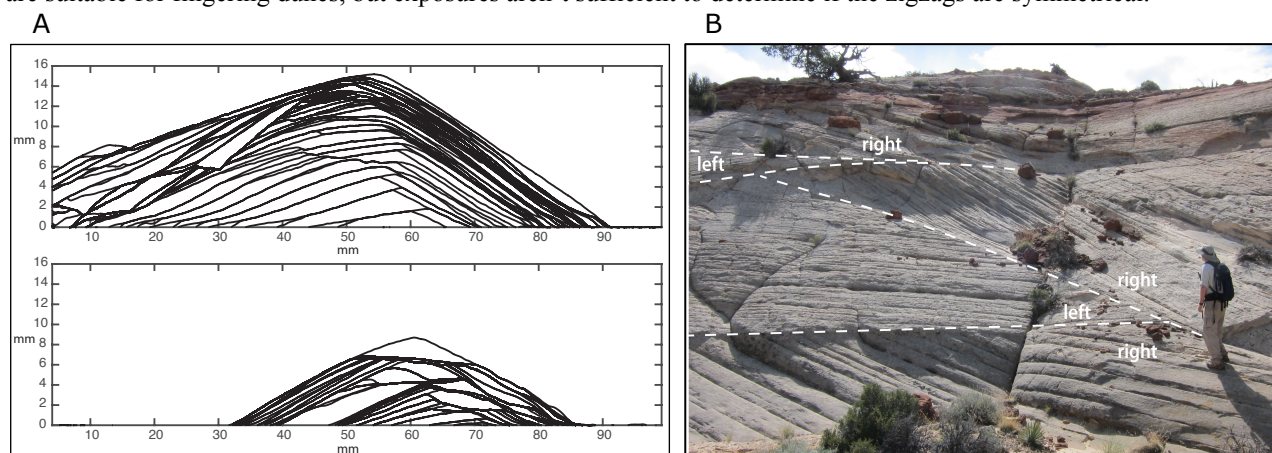 are suitable for fingering dunes, but exposures aren't sufficient to determine if the zigzags are symmetrical.
A
B
16
14
12
10
mm
8
6
4
2
0
10 20 30 40 50 60 70 80 90
mm
16
14
12
10
mm
8
6
4
2
0
10 20 30 40 50 60 70 80 90
mm
right
left
right
left
right